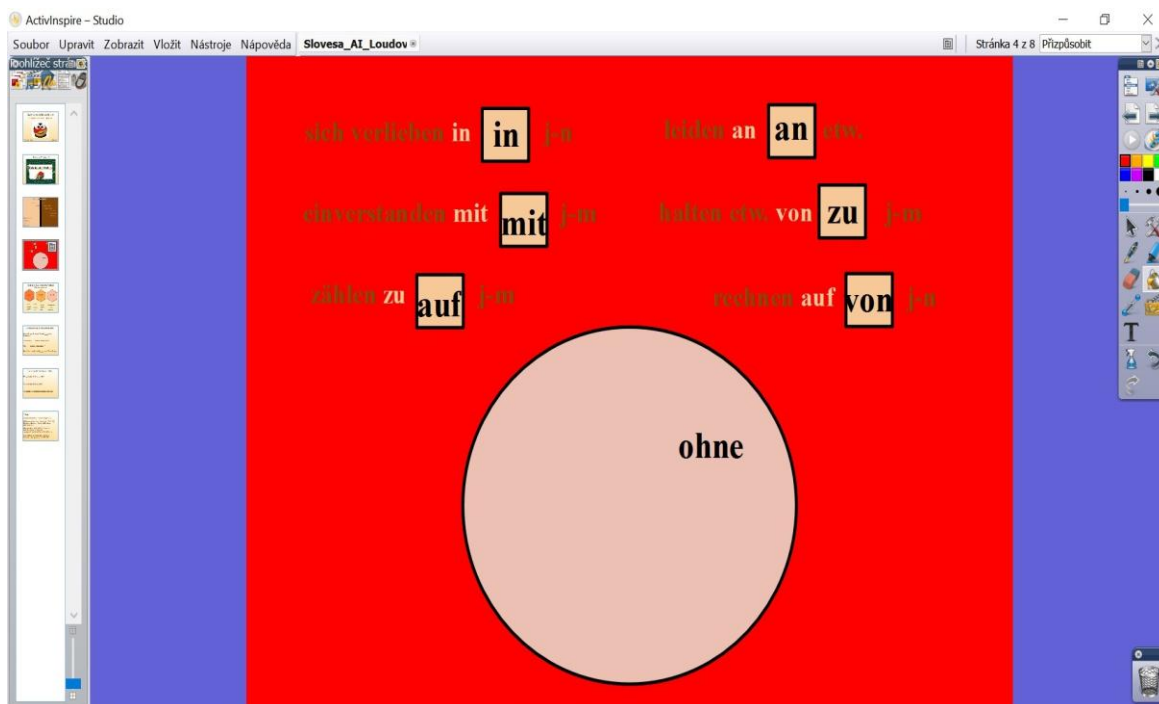 ActivInspire – Studio
Soubor Upravit Zobrazit Vložit Nástroje Nápověda Slovesa_AI_Loudov Stránka 4 z 8 Přizpůsobit
sich verlieben in in j-n leiden an an etw.
einverstanden mit mit j-m halten etw. von zu j-m
zählen zu auf j-m rechnen auf von j-n
ohne
T